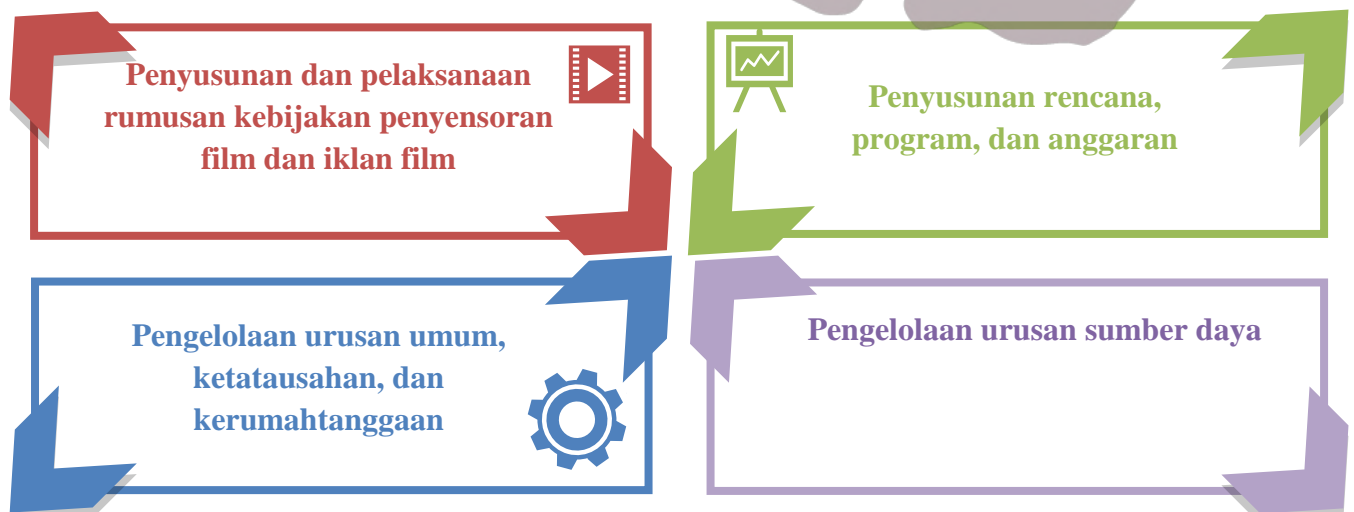 Penyusunan dan pelaksanaan
rumusan kebijakan penyensoran
film dan iklan film
Penyusunan rencana,
program, dan anggaran
Pengelolaan urusan umum,
ketatausahan, dan
kerumahtanggaan
Pengelolaan urusan sumber daya